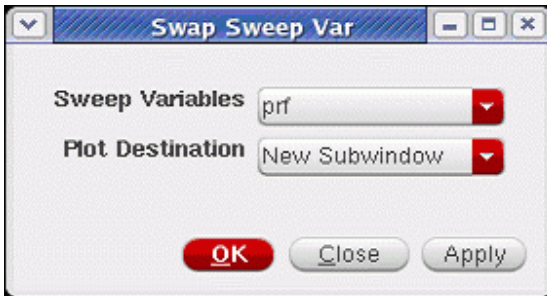 Swap Sweep Var
Sweep Variables prf
Plot Destination New Subwindow
OK Close Apply